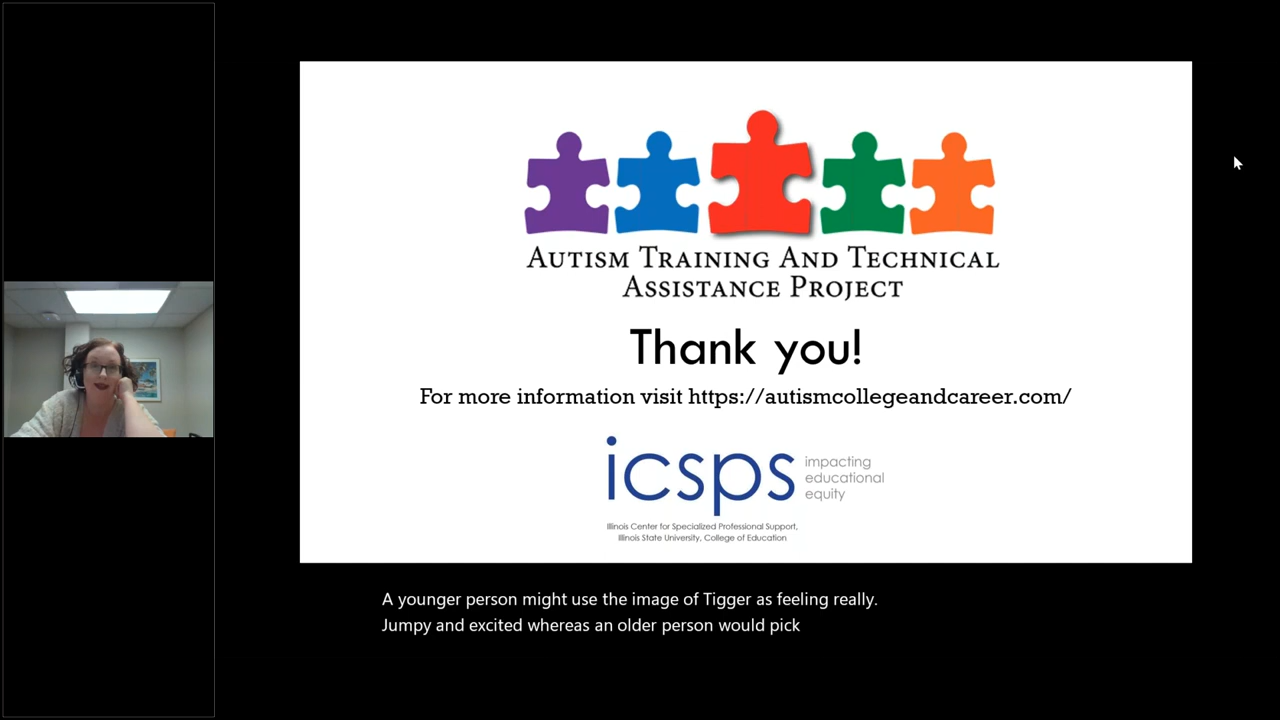 Autism Training And Technical
Assistance Project
Thank you!
For more information visit https://autismcollegeandcareer.com/
icsps
impacting
educational
equity
Illinois Center for Specialized Professional Support,
Illinois State University, College of Education
A younger person might use the image of Tigger as feeling really.
Jumpy and excited whereas an older person would pick